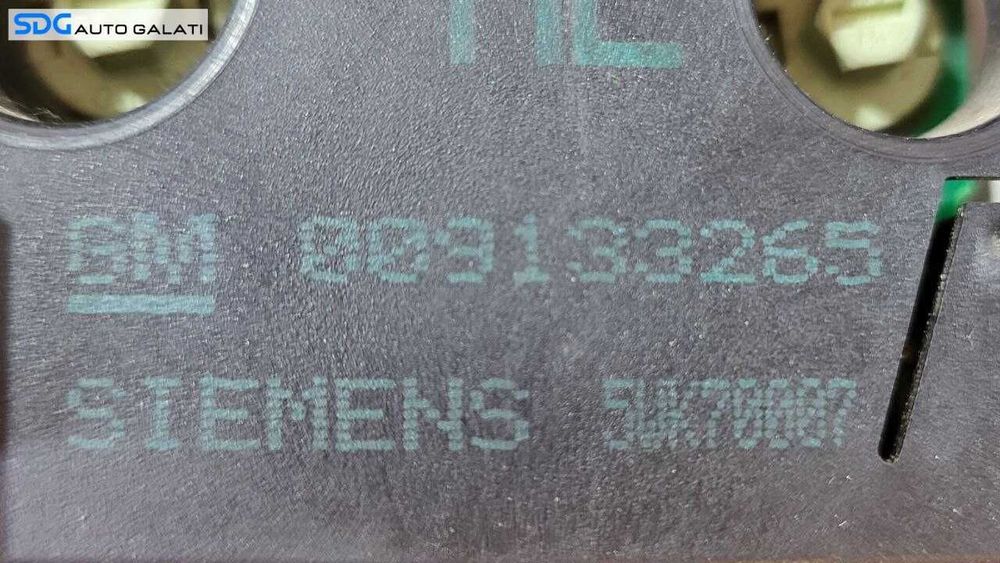 SDG AUTO GALATI
GM 009133265
SIEMENS 5WK70007